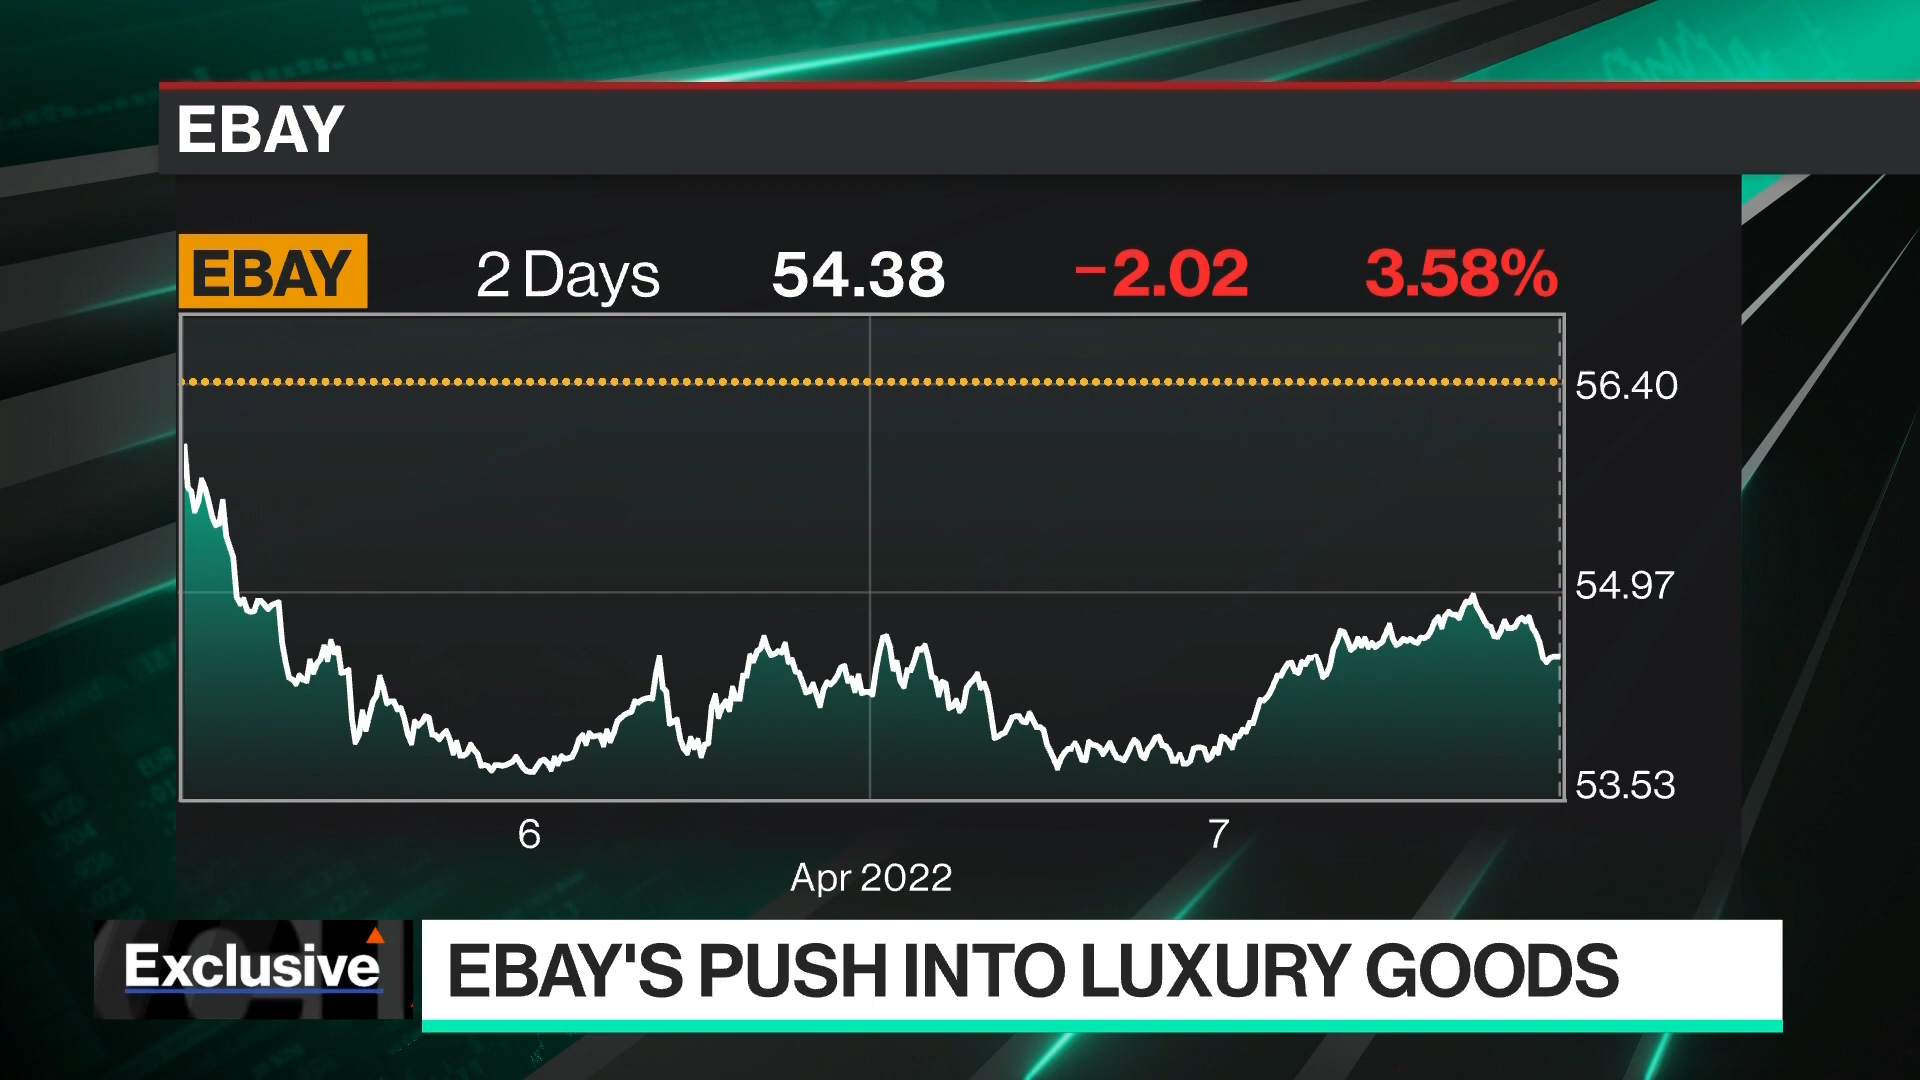 EBAY
EBAY 2 Days 54.38 −2.02 3.58%
56.40
54.97
53.53
6 7
Apr 2022
Exclusive
EBAY'S PUSH INTO LUXURY GOODS